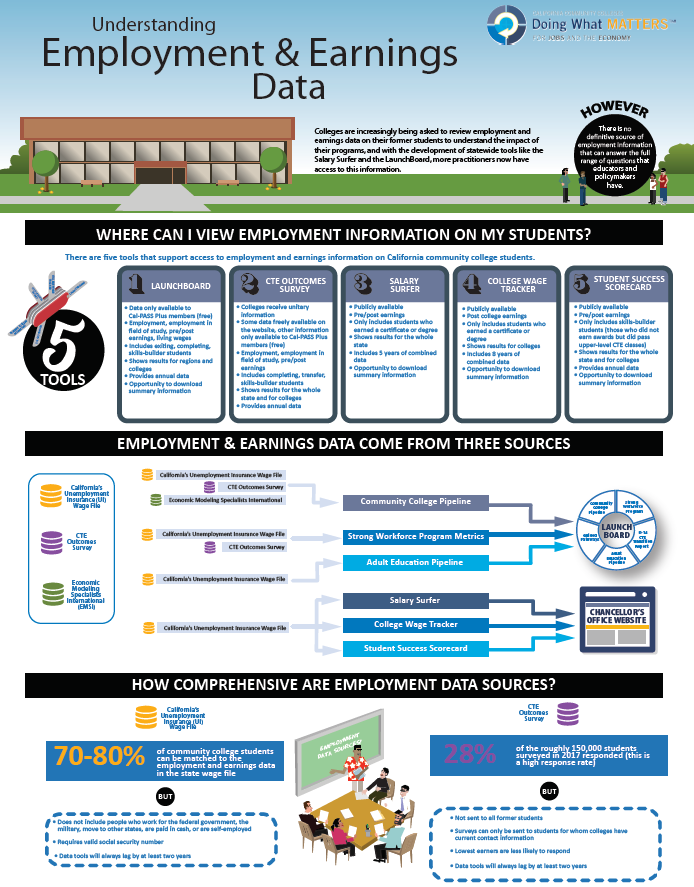 Understanding
Employment & Earnings
Data
Doing What MATTERS™
FOR JOBS AND THE ECONOMY
Colleges are increasingly being asked to review employment and
earnings data on their former students to understand the impact of
their programs, and with the development of statewide tools like the
Salary Surfer and the LaunchBoard, more practitioners now have
access to this information.
HOWEVER
There is no
definitive source of
employment information
that can answer the full
range of questions that
educators and
policymakers
have.
WHERE CAN I VIEW EMPLOYMENT INFORMATION ON MY STUDENTS?
There are five tools that support access to employment and earnings information on California community college students.
5
TOOLS
1 LAUNCHBOARD
• Data only available to
Cal-PASS Plus members (free)
• Employment, employment in
field of study, pre/post
earnings, living wages
• Includes exiting, completing,
skills-builder students
• Shows results for regions and
colleges
• Provides annual data
• Opportunity to download
summary information
2 CTE OUTCOMES
SURVEY
• Colleges receive unitary
information
• Some data freely available on
the website, other information
only available to Cal-PASS Plus
members (free)
• Employment, employment in
field of study, pre/post
earnings
• Includes completing, transfer,
skills-builder students
• Shows results for the whole
state and for colleges
• Provides annual data
3 SALARY
SURFER
• Publicly available
• Pre/post earnings
• Only includes students who
earned a certificate or degree
• Shows results for the whole
state
• Includes 5 years of combined
data
• Opportunity to download
summary information
4 COLLEGE WAGE
TRACKER
• Publicly available
• Post college earnings
• Only includes students who
earned a certificate or
degree
• Shows results for colleges
• Includes 8 years of
combined data
• Opportunity to download
summary information
5 STUDENT SUCCESS
SCORECARD
• Publicly available
• Pre/post earnings
• Only includes skills-builder
students (those who did not
earn awards but did pass
upper-level CTE classes)
• Shows results for the whole
state and for colleges
• Provides annual data
• Opportunity to download
summary information
EMPLOYMENT & EARNINGS DATA COME FROM THREE SOURCES
California's
Unemployment
Insurance (UI)
Wage File
CTE
Outcomes
Survey
Economic
Modeling
Specialists
International
(EMSI)
California's Unemployment Insurance Wage File
CTE Outcomes Survey
Economic Modeling Specialists International
California's Unemployment Insurance Wage File
CTE Outcomes Survey
California's Unemployment Insurance Wage File
California's Unemployment Insurance Wage File
Community College Pipeline
Strong Workforce Program Metrics
Adult Education Pipeline
Salary Surfer
College Wage Tracker
Student Success Scorecard
Community
College
Pipeline
Strong
Workforce
Program
LAUNCH
BOARD
K-14
CTE
Transition
Report
Adult
Education
Pipeline
CHANCELLOR'S
OFFICE WEBSITE
HOW COMPREHENSIVE ARE EMPLOYMENT DATA SOURCES?
California's
Unemployment
Insurance (UI)
Wage File
70-80%
of community college students
can be matched to the
employment and earnings data
in the state wage file
BUT
• Does not include people who work for the federal government, the
military, move to other states, are paid in cash, or are self-employed
• Requires valid social security number
• Data tools will always lag by at least two years
EMPLOYMENT
DATA SOURCES
CTE
Outcomes
Survey
28%
of the roughly 150,000 students
surveyed in 2017 responded (this is
a high response rate)
BUT
• Not sent to all former students
• Surveys can only be sent to students for whom colleges have
current contact information
• Lowest earners are less likely to respond
• Data tools will always lag by at least two years